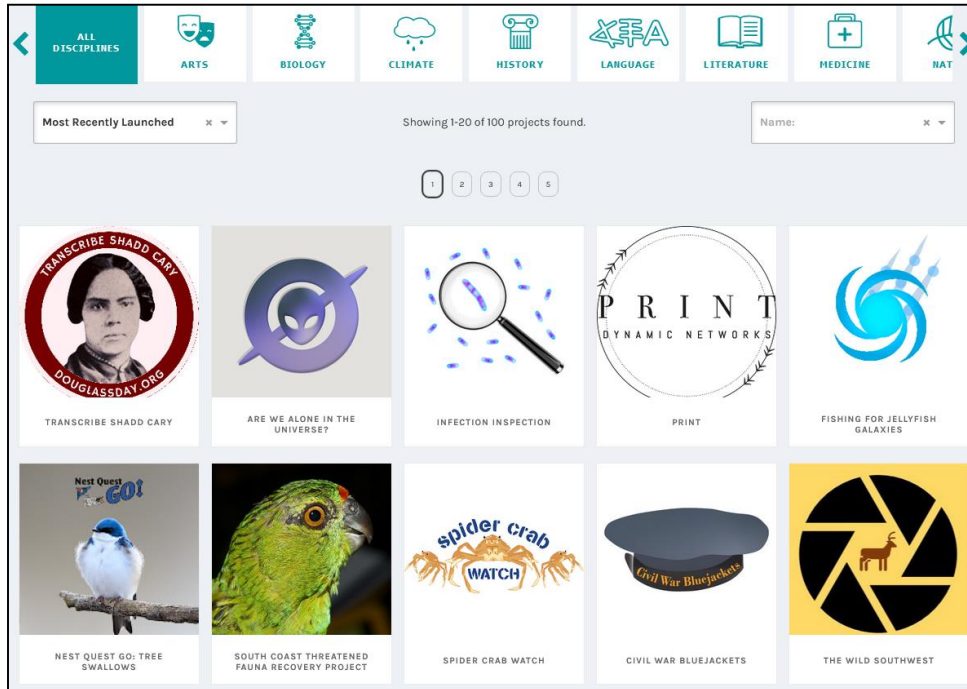 ALL
DISCIPLINES
ARTS
BIOLOGY
CLIMATE
HISTORY
LANGUAGE
LITERATURE
MEDICINE
NAT
Most Recently Launched
Showing 1-20 of 100 projects found.
Name:
1 2 3 4 5
TRANSCRIBE SHADD CARY
DOUGLASSDAY.ORG
PRINT
DYNAMIC NETWORKS
TRANSCRIBE SHADD CARY
ARE WE ALONE IN THE
UNIVERSE?
INFECTION INSPECTION
PRINT
FISHING FOR JELLYFISH
GALAXIES
Nest Quest
GO!
spider crab
WATCH
Civil War Bluejackets
NEST QUEST GO: TREE
SWALLOWS
SOUTH COAST THREATENED
FAUNA RECOVERY PROJECT
SPIDER CRAB WATCH
CIVIL WAR BLUEJACKETS
THE WILD SOUTHWEST